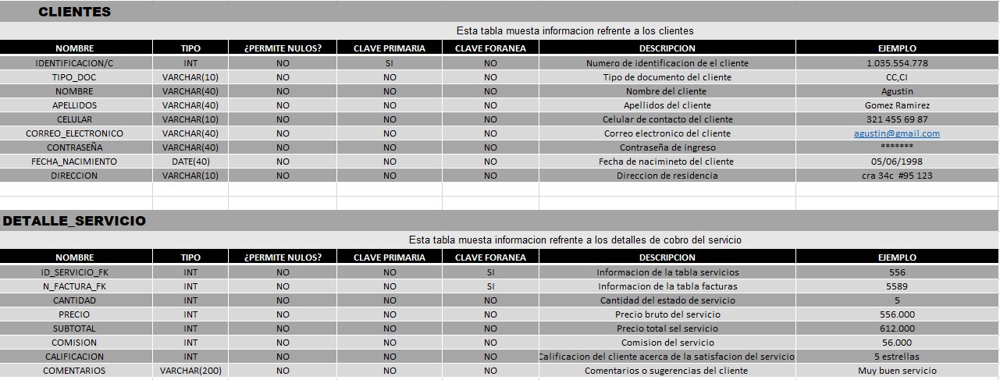 CLIENTES
Esta tabla muesta informacion refrente a los clientes
NOMBRE TIPO ¿PERMITE NULOS? CLAVE PRIMARIA CLAVE FORANEA DESCRIPCION EJEMPLO
IDENTIFICACION/C INT NO SI NO Numero de identificacion de el cliente 1.035.554.778
TIPO_DOC VARCHAR(10) NO NO NO Tipo de documento del cliente CC,CI
NOMBRE VARCHAR(40) NO NO NO Nombre del cliente Agustin
APELLIDOS VARCHAR(40) NO NO NO Apellidos del cliente Gomez Ramirez
CELULAR VARCHAR(10) NO NO NO Celular de contacto del cliente 321 455 69 87
CORREO_ELECTRONICO VARCHAR(40) NO NO NO Correo electronico del cliente agustin@gmail.com
CONTRASEÑA VARCHAR(40) NO NO NO Contraseña de ingreso *******
FECHA_NACIMIENTO DATE(40) NO NO NO Fecha de nacimineto del cliente 05/06/1998
DIRECCION VARCHAR(10) NO NO NO Direccion de residencia cra 34c #95 123
DETALLE_SERVICIO
Esta tabla muesta informacion refrente a los detalles de cobro del servicio
NOMBRE TIPO ¿PERMITE NULOS? CLAVE PRIMARIA CLAVE FORANEA DESCRIPCION EJEMPLO
ID_SERVICIO_FK INT NO NO SI Informacion de la tabla servicios 556
N_FACTURA_FK INT NO NO SI Informacion de la tabla facturas 5589
CANTIDAD INT NO NO NO Cantidad del estado de servicio 5
PRECIO INT NO NO NO Precio bruto del servicio 556.000
SUBTOTAL INT NO NO NO Precio total sel servicio 612.000
COMISION INT NO NO NO Comision del servicio 56.000
CALIFICACION INT NO NO NO Calificacion del cliente acerca de la satisfacion del servicio 5 estrellas
COMENTARIOS VARCHAR(200) NO NO NO Comentarios o sugerencias del cliente Muy buen servicio